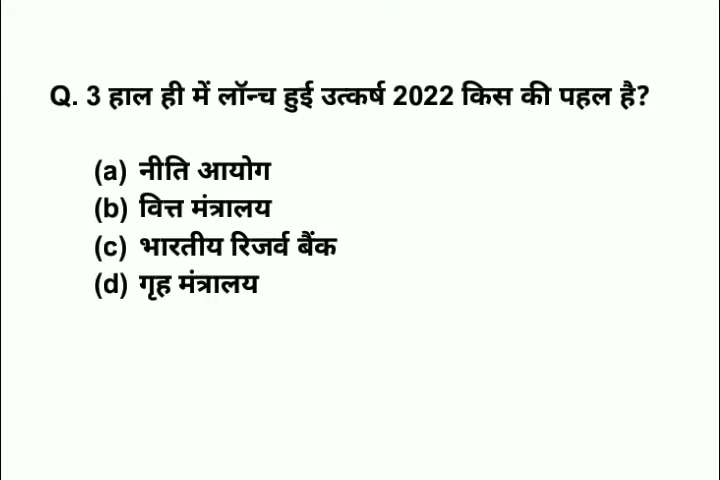 Q. 3 हाल ही में लॉन्च हुई उत्कर्ष 2022 किस की पहल है?
(a) नीति आयोग
(b) वित्त मंत्रालय
(c) भारतीय रिजर्व बैंक
(d) गृह मंत्रालय